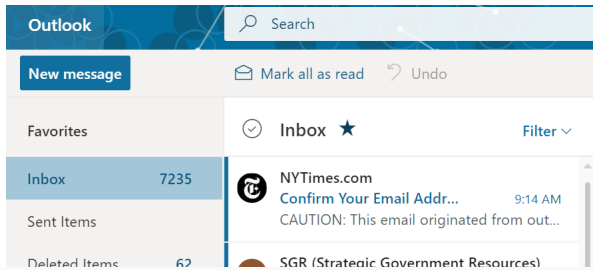 Outlook
Search
New message
Mark all as read
Undo
Favorites
Inbox
Filter
Inbox 7235
Sent Items
Deleted Items 62
NYTimes.com
Confirm Your Email Addr... 9:14 AM
CAUTION: This email originated from out...
SGR (Strategic Government Resources)